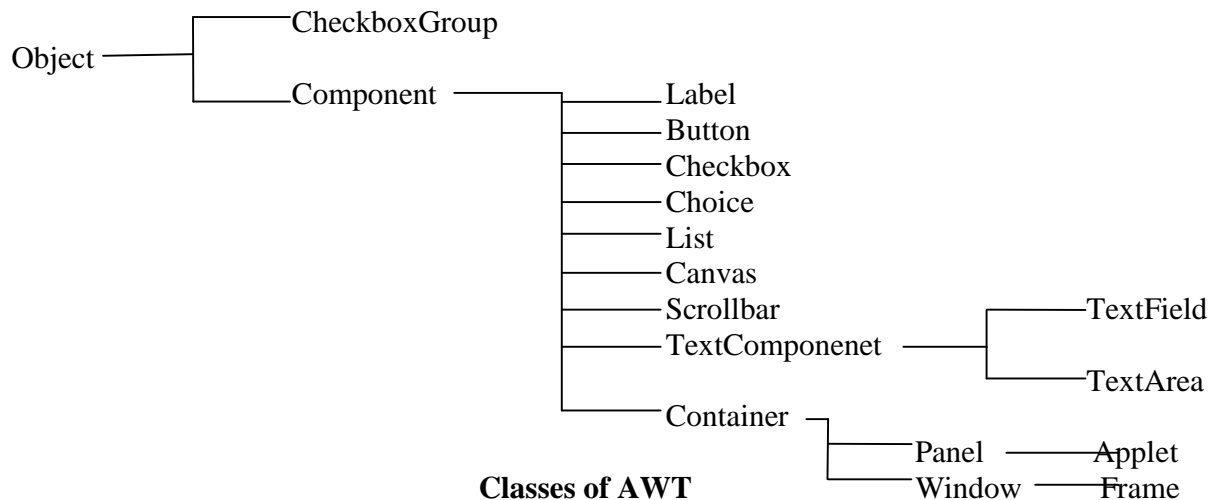 CheckboxGroup
Object
Component
Label
Button
Checkbox
Choice
List
Canvas
Scrollbar
TextField
TextComponenet
TextArea
Container
Panel Applet
Classes of AWT
Window Frame